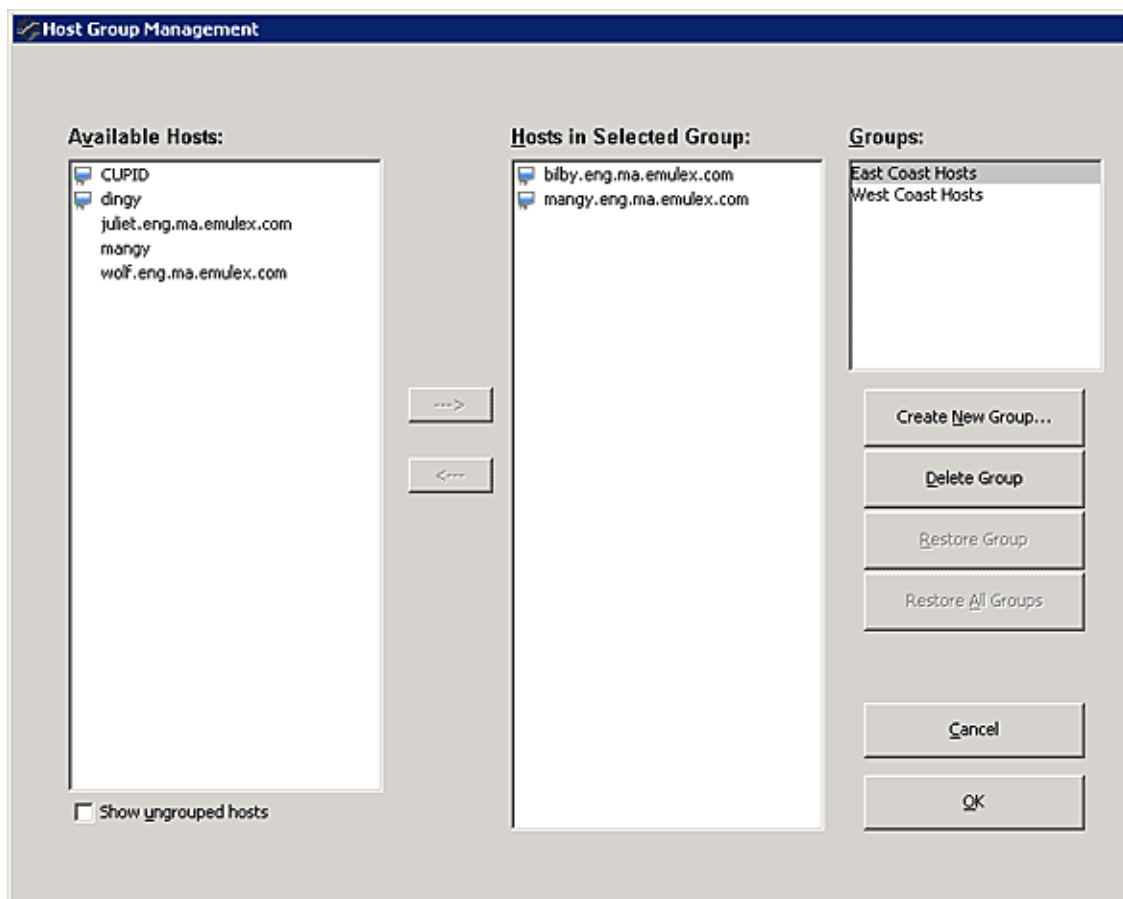 Host Group Management
Available Hosts:
CUPID
dingy
juliet.eng.ma.emulex.com
mangy
wolf.eng.ma.emulex.com
Show ungrouped hosts
--->
<---
Hosts in Selected Group:
bilby.eng.ma.emulex.com
mangy.eng.ma.emulex.com
Groups:
East Coast Hosts
West Coast Hosts
Create New Group...
Delete Group
Restore Group
Restore All Groups
Cancel
OK